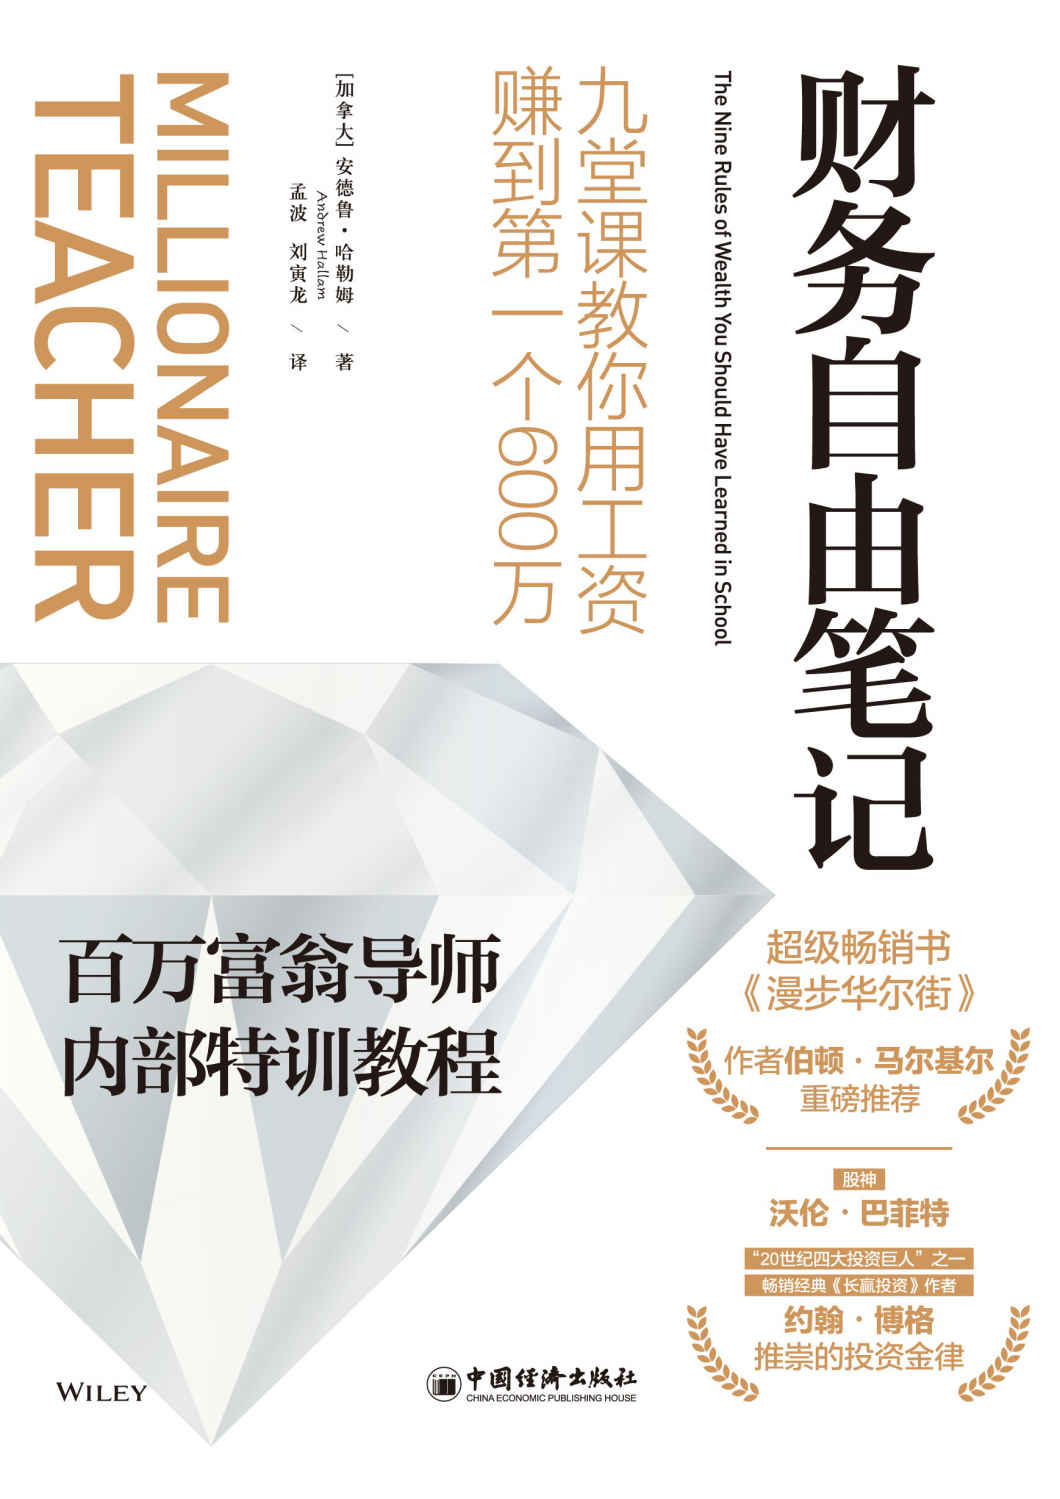 财务自由笔记
The Nine Rules of Wealth You Should Have Learned in School
九堂课教你用工资
赚到第一个600万
[加拿大] 安德鲁·哈勒姆 / 著
Andrew Hallam
孟波 刘寅龙 / 译
MILLIONAIRE
TEACHER
百万富翁导师
内部特训教程
超级畅销书
《漫步华尔街》
作者伯顿·马尔基尔
重磅推荐
股神
沃伦·巴菲特
“20世纪四大投资巨人”之一
畅销经典《长赢投资》作者
约翰·博格
推崇的投资金律
WILEY
CEPH
中国经济出版社
CHINA ECONOMIC PUBLISHING HOUSE